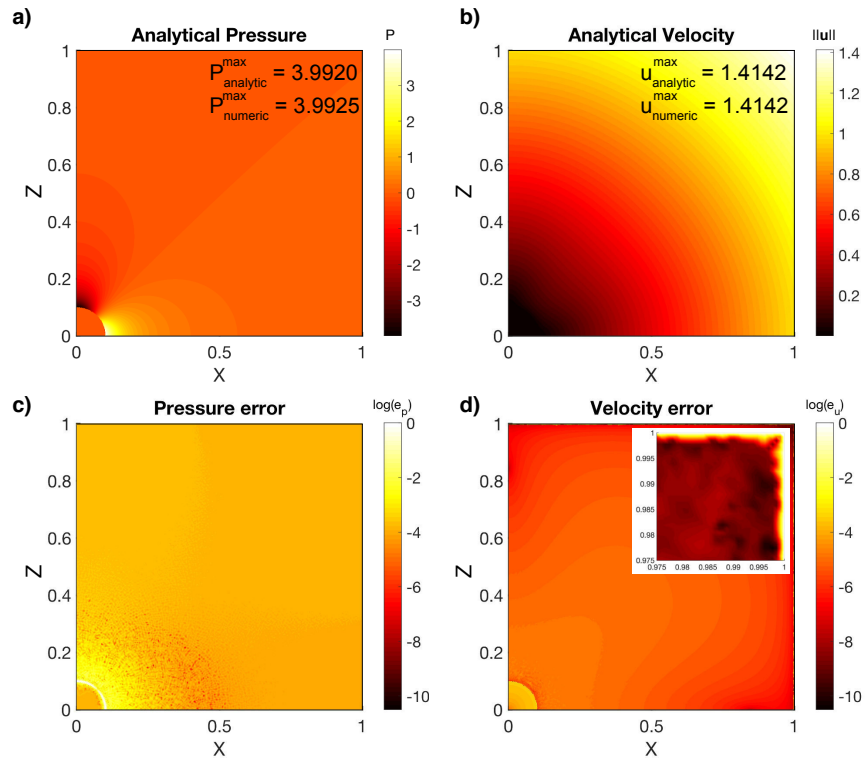 a)
Analytical Pressure
P
P^max_analytic = 3.9920
P^max_numeric = 3.9925
1
0.8
0.6
0.4
0.2
0
Z
0
0.5
1
X
3
2
1
0
-1
-2
-3
b)
Analytical Velocity
||u||
u^max_analytic = 1.4142
u^max_numeric = 1.4142
1
0.8
0.6
0.4
0.2
0
Z
0
0.5
1
X
1.4
1.2
1
0.8
0.6
0.4
0.2
c)
Pressure error
log(e_p)
1
0.8
0.6
0.4
0.2
0
Z
0
0.5
1
X
0
-2
-4
-6
-8
-10
d)
Velocity error
log(e_u)
1
0.8
0.6
0.4
0.2
0
Z
0
0.5
1
X
1
0.995
0.99
0.985
0.98
0.975
0.975 0.98 0.985 0.99 0.995 1
0
-2
-4
-6
-8
-10